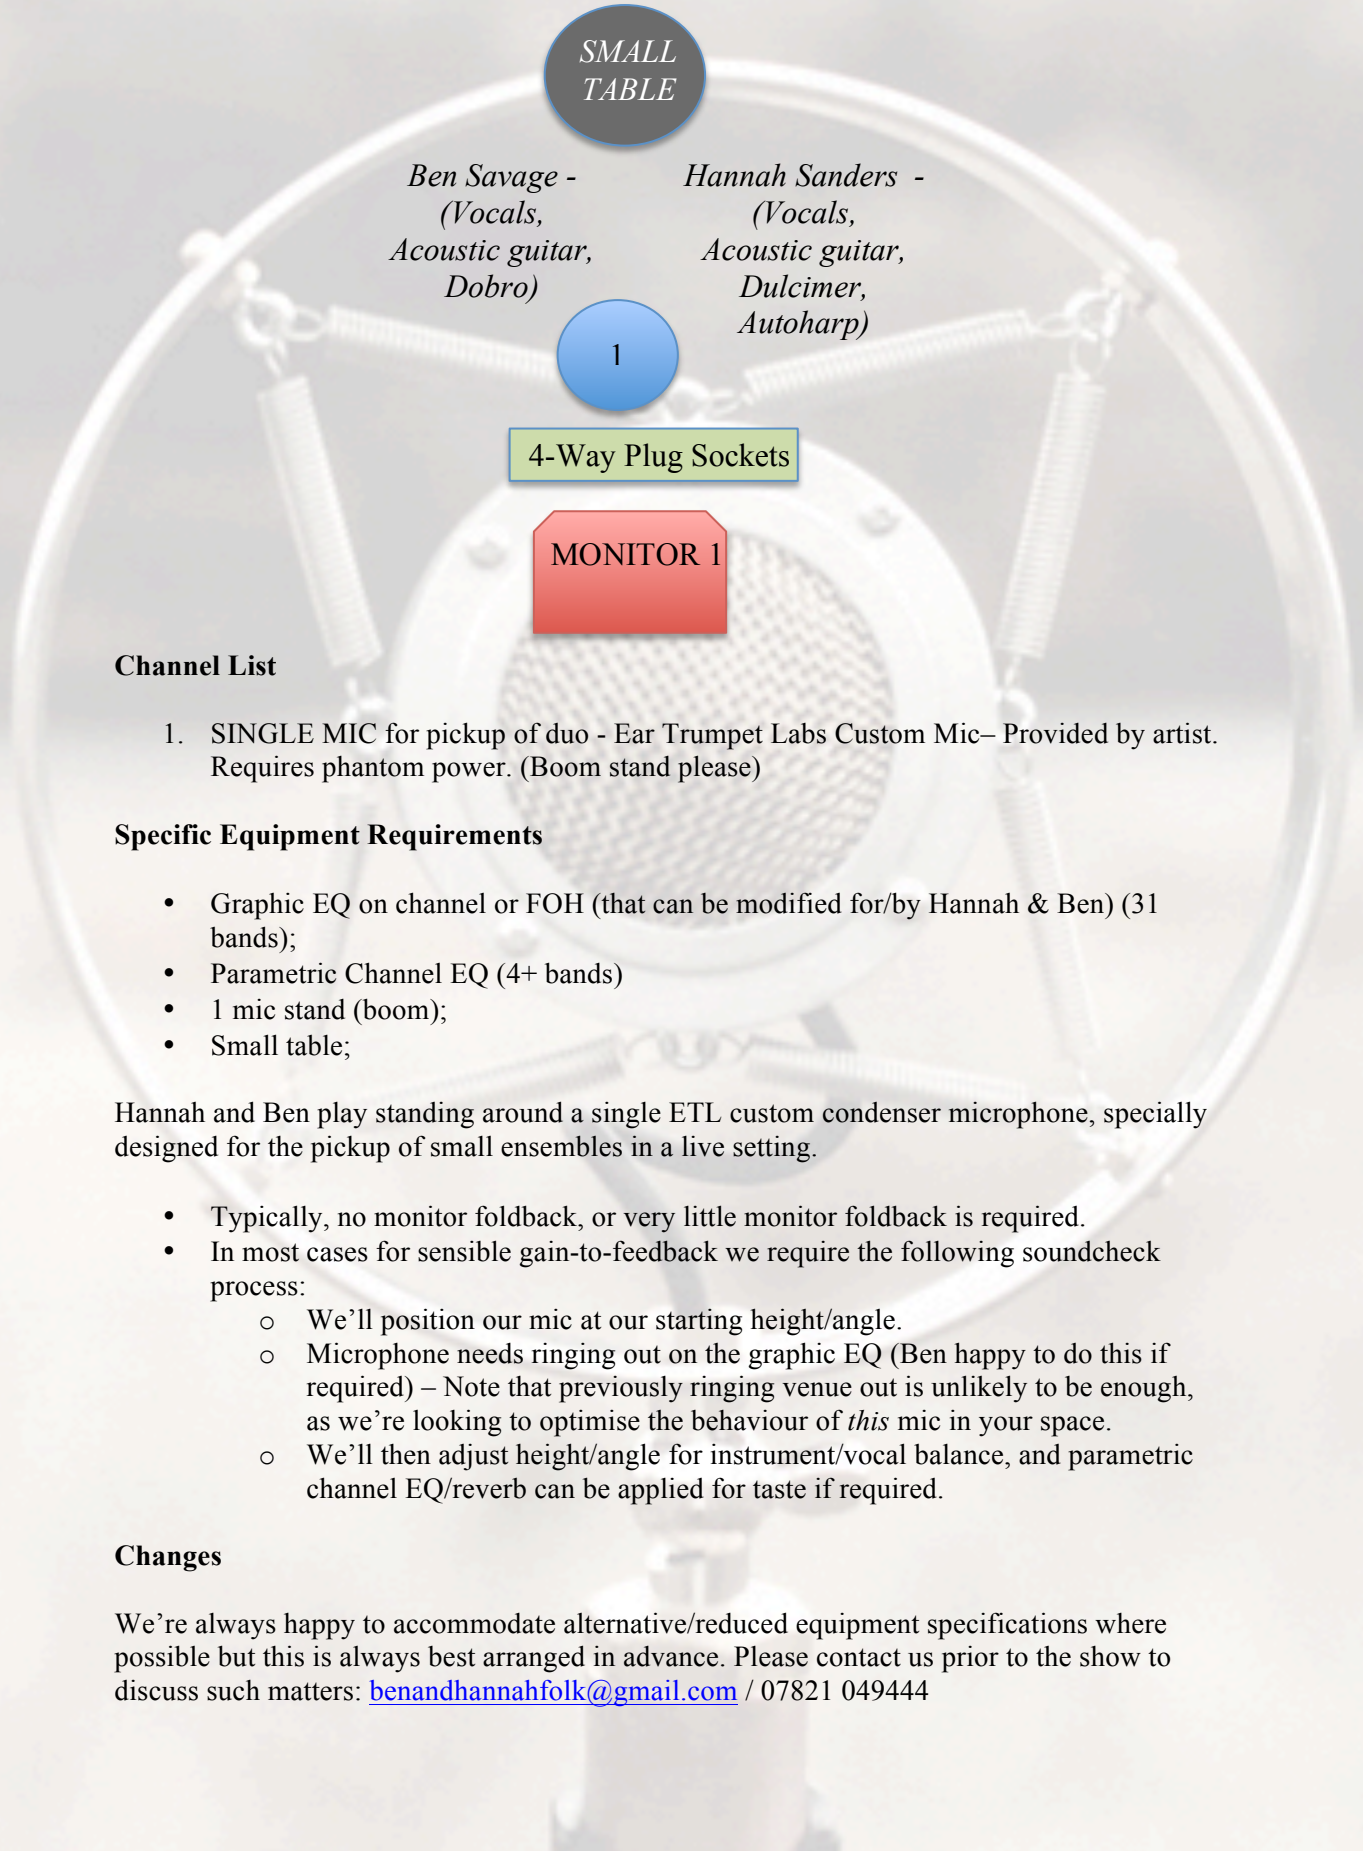 SMALL
TABLE
Ben Savage -
(Vocals,
Acoustic guitar,
Dobro)
Hannah Sanders -
(Vocals,
Acoustic guitar,
Dulcimer,
Autoharp)
1
4-Way Plug Sockets
MONITOR 1
Channel List
1. SINGLE MIC for pickup of duo - Ear Trumpet Labs Custom Mic– Provided by artist.
Requires phantom power. (Boom stand please)
Specific Equipment Requirements
• Graphic EQ on channel or FOH (that can be modified for/by Hannah & Ben) (31
bands);
• Parametric Channel EQ (4+ bands)
• 1 mic stand (boom);
• Small table;
Hannah and Ben play standing around a single ETL custom condenser microphone, specially
designed for the pickup of small ensembles in a live setting.
• Typically, no monitor foldback, or very little monitor foldback is required.
• In most cases for sensible gain-to-feedback we require the following soundcheck
process:
o We’ll position our mic at our starting height/angle.
o Microphone needs ringing out on the graphic EQ (Ben happy to do this if
required) – Note that previously ringing venue out is unlikely to be enough,
as we’re looking to optimise the behaviour of this mic in your space.
o We’ll then adjust height/angle for instrument/vocal balance, and parametric
channel EQ/reverb can be applied for taste if required.
Changes
We’re always happy to accommodate alternative/reduced equipment specifications where
possible but this is always best arranged in advance. Please contact us prior to the show to
discuss such matters: benandhannahfolk@gmail.com / 07821 049444